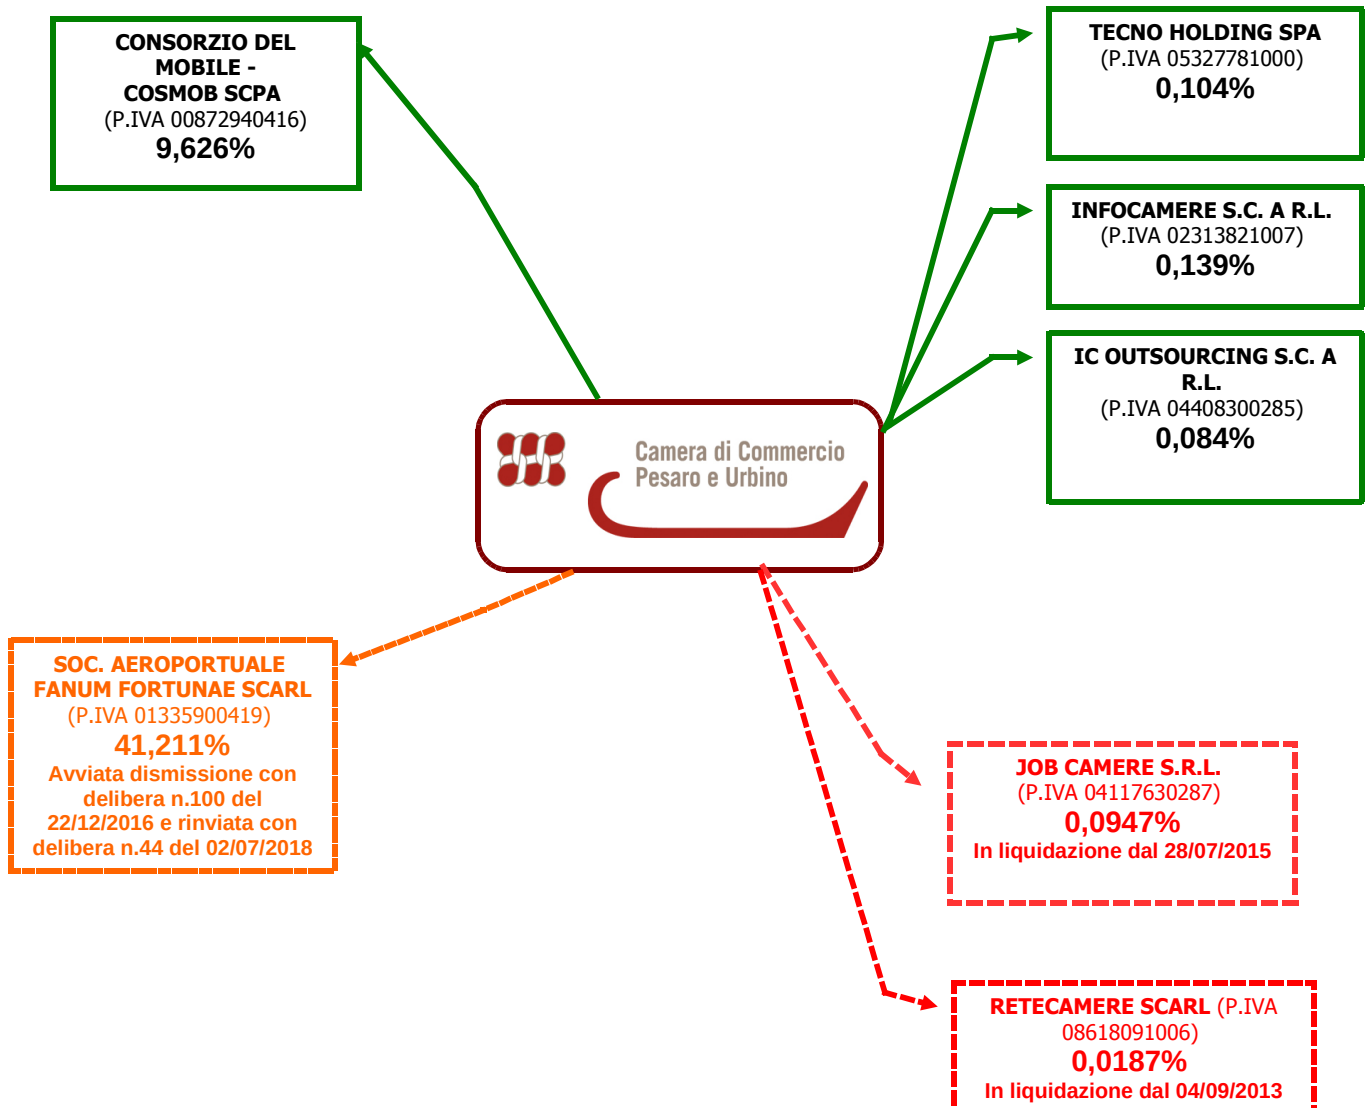 CONSORZIO DEL
MOBILE -
COSMOB SCPA
(P.IVA 00872940416)
9,626%
TECNO HOLDING SPA
(P.IVA 05327781000)
0,104%
INFOCAMERE S.C. A R.L.
(P.IVA 02313821007)
0,139%
IC OUTSOURCING S.C. A
R.L.
(P.IVA 04408300285)
0,084%
Camera di Commercio
Pesaro e Urbino
SOC. AEROPORTUALE
FANUM FORTUNAE SCARL
(P.IVA 01335900419)
41,211%
Avviata dismissione con
delibera n.100 del
22/12/2016 e rinviata con
delibera n.44 del 02/07/2018
JOB CAMERE S.R.L.
(P.IVA 04117630287)
0,0947%
In liquidazione dal 28/07/2015
RETECAMERE SCARL (P.IVA
08618091006)
0,0187%
In liquidazione dal 04/09/2013